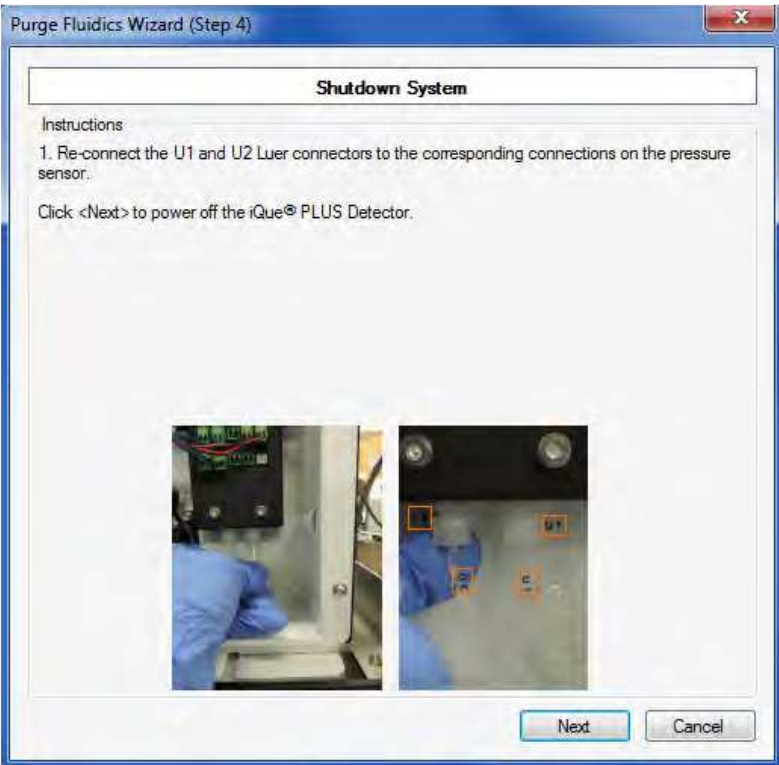 Purge Fluidics Wizard (Step 4)
Shutdown System
Instructions
1. Re-connect the U1 and U2 Luer connectors to the corresponding connections on the pressure
sensor.
Click <Next> to power off the iQue® PLUS Detector.
U1
Next
Cancel